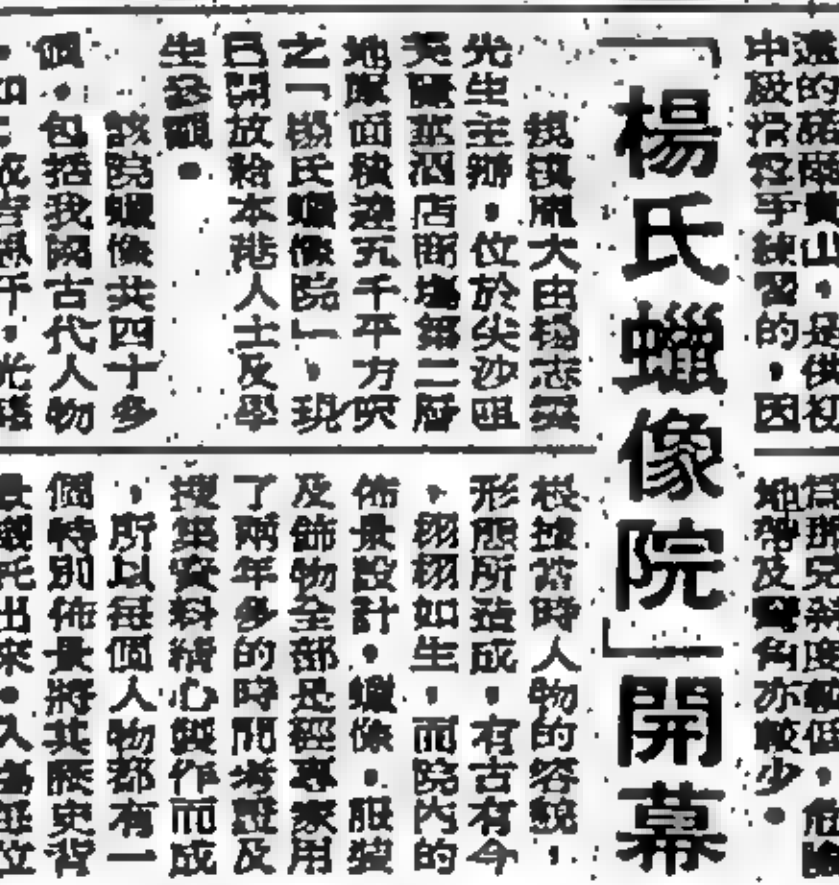 「楊氏蠟像院」開幕
規模龐大由楊志雲
先生主辦，位於尖沙咀
美麗華酒店商場第二層
地庫面積達五千平方呎
之「楊氏蠟像院」、現
已開放給本港人士及學
生參觀。
該院蠟像共四十多
個，包括我國古代人物
根據當時人物的容貌，
形態所造成，有古有今
，栩栩如生，而院內的
佈景設計，蠟像，服裝
及飾物全部是經專家用
了兩年多的時間考證及
搜集資料精心製作而成
，所以每個人物都有一
個特別佈景將其歷史背